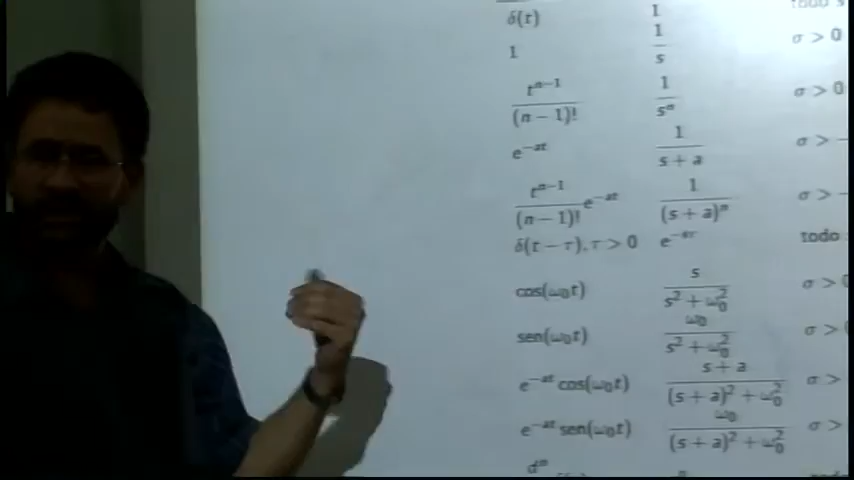 δ(t) 1 todo s
1 1/s σ > 0
t^{n−1}/(n − 1)! 1/s^n σ > 0
e^{−at} 1/(s + a) σ > −
t^{n−1}/(n − 1)! e^{−at} 1/(s + a)^n σ > −
δ(t − τ), τ > 0 e^{−sτ} todo
cos(ω₀t) s/(s² + ω₀²) σ > 0
sen(ω₀t) ω₀/(s² + ω₀²) σ > 0
e^{−at} cos(ω₀t) (s + a)/((s + a)² + ω₀²) σ >
e^{−at} sen(ω₀t) ω₀/((s + a)² + ω₀²) σ >
d^n